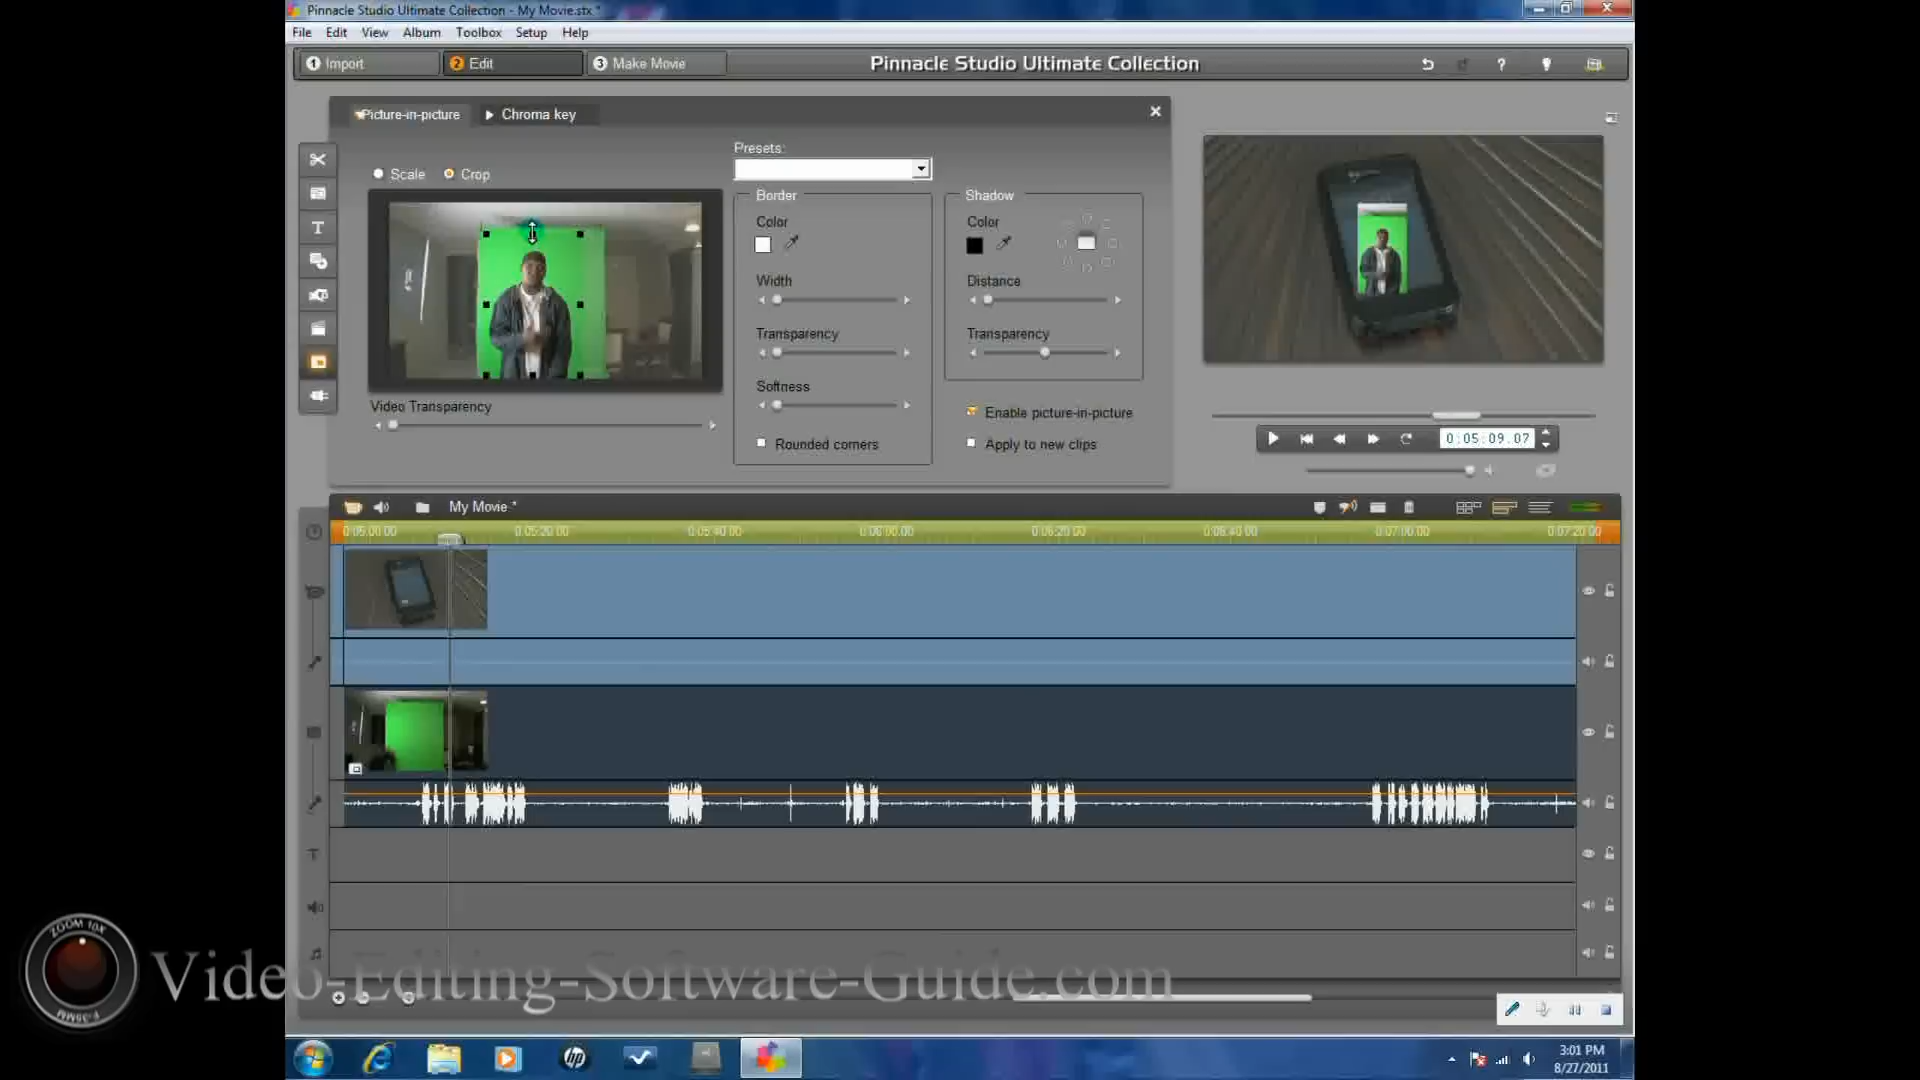 Pinnacle Studio Ultimate Collection - My Movie.stx *
File Edit View Album Toolbox Setup Help
1 Import 2 Edit 3 Make Movie Pinnacle Studio Ultimate Collection ?
Picture-in-picture Chroma key
Presets:
Scale Crop
Border Shadow
Color Color
Width Distance
Transparency Transparency
Softness
Video Transparency
Enable picture-in-picture
Rounded corners Apply to new clips
0:05:09.07
My Movie *
0:05:00.00 0:05:20.00 0:05:40.00 0:06:00.00 0:06:20.00 0:06:40.00 0:07:00.00 0:07:20.00
T
ZOOM 10X
Video-Editing-Software-Guide.com
hp
3:01 PM
8/27/2011